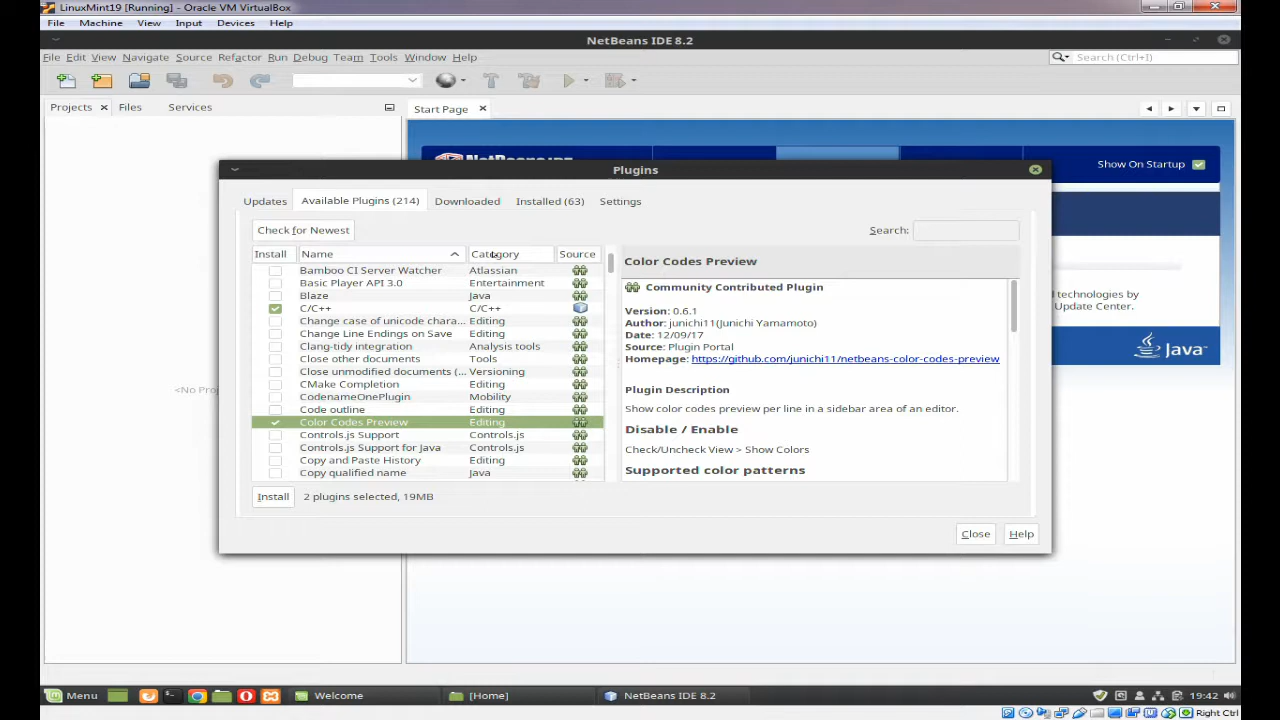 LinuxMint19 [Running] - Oracle VM VirtualBox
File Machine View Input Devices Help
NetBeans IDE 8.2
File Edit View Navigate Source Refactor Run Debug Team Tools Window Help
Search (Ctrl+I)
Projects Files Services
Start Page
Show On Startup
Plugins
Updates Available Plugins (214) Downloaded Installed (63) Settings
Check for Newest
Search:
Install Name Category Source
Bamboo CI Server Watcher Atlassian
Basic Player API 3.0 Entertainment
Blaze Java
C/C++ C/C++
Change case of unicode chara... Editing
Change Line Endings on Save Editing
Clang-tidy integration Analysis tools
Close other documents Tools
Close unmodified documents (... Versioning
CMake Completion Editing
CodenameOnePlugin Mobility
Code outline Editing
Color Codes Preview Editing
Controls.js Support Controls.js
Controls.js Support for Java Controls.js
Copy and Paste History Editing
Copy qualified name Java
Color Codes Preview
Community Contributed Plugin
Version: 0.6.1
Author: junichi11(Junichi Yamamoto)
Date: 12/09/17
Source: Plugin Portal
Homepage: https://github.com/junichi11/netbeans-color-codes-preview
Plugin Description
Show color codes preview per line in a sidebar area of an editor.
Disable / Enable
Check/Uncheck View > Show Colors
Supported color patterns
Install 2 plugins selected, 19MB
Close Help
d technologies by
Update Center.
Java
<No Pro
Menu Welcome [Home] NetBeans IDE 8.2 19:42
Right Ctrl